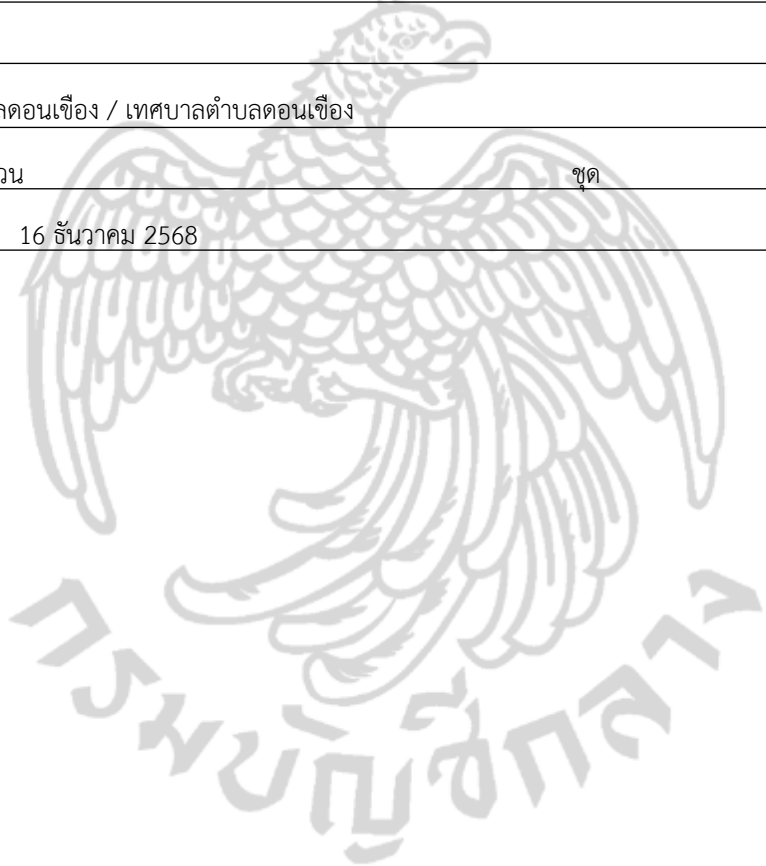 ลดอนเขือง / เทศบาลตำบลดอนเขือง
วน ชุด
16 ธันวาคม 2568
กรมบัญชีกลาง